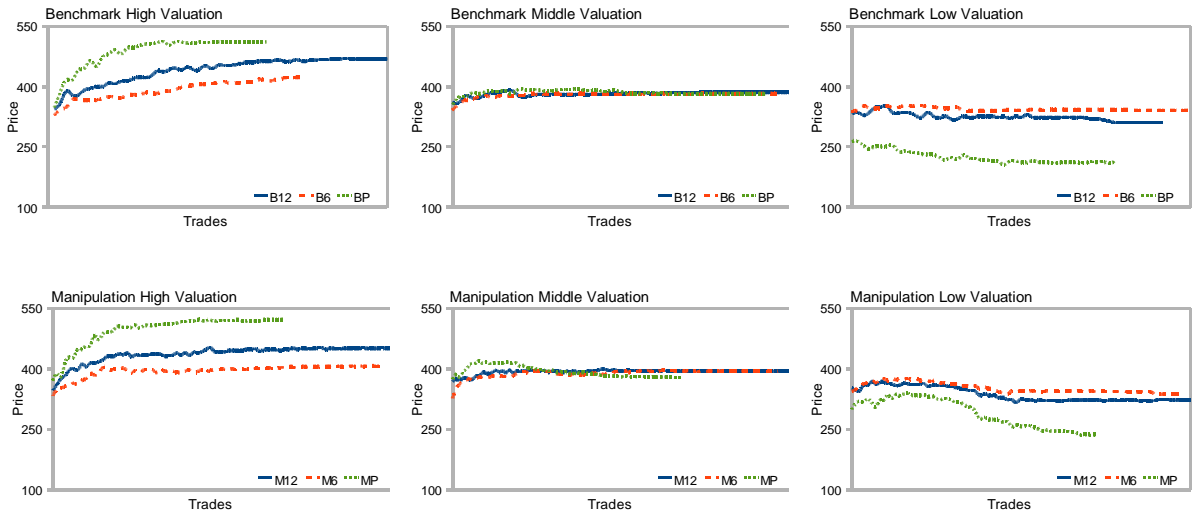 Benchmark High Valuation
550
400
250
100
Price
B12 B6 BP
Trades
Benchmark Middle Valuation
550
400
250
100
Price
B12 B6 BP
Trades
Benchmark Low Valuation
550
400
250
100
Price
B12 B6 BP
Trades
Manipulation High Valuation
550
400
250
100
Price
M12 M6 MP
Trades
Manipulation Middle Valuation
550
400
250
100
Price
M12 M6 MP
Trades
Manipulation Low Valuation
550
400
250
100
Price
M12 M6 MP
Trades